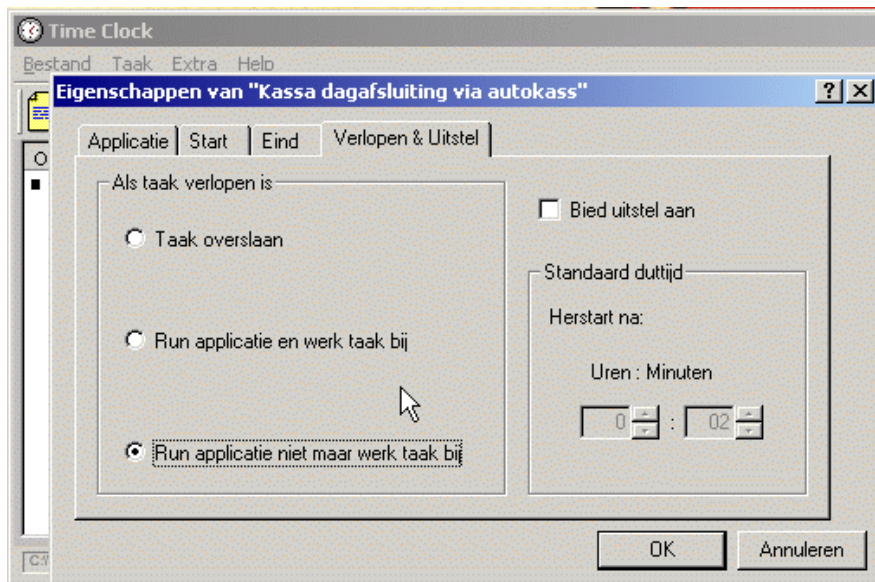 Time Clock
Bestand Taak Extra Help
Eigenschappen van "Kassa dagafsluiting via autokass"
Applicatie Start Eind Verlopen & Uitstel
O
Als taak verlopen is
Bied uitstel aan
Taak overslaan
Standaard duttijd
Herstart na:
Run applicatie en werk taak bij
Uren : Minuten
0 : 02
Run applicatie niet maar werk taak bij
OK Annuleren